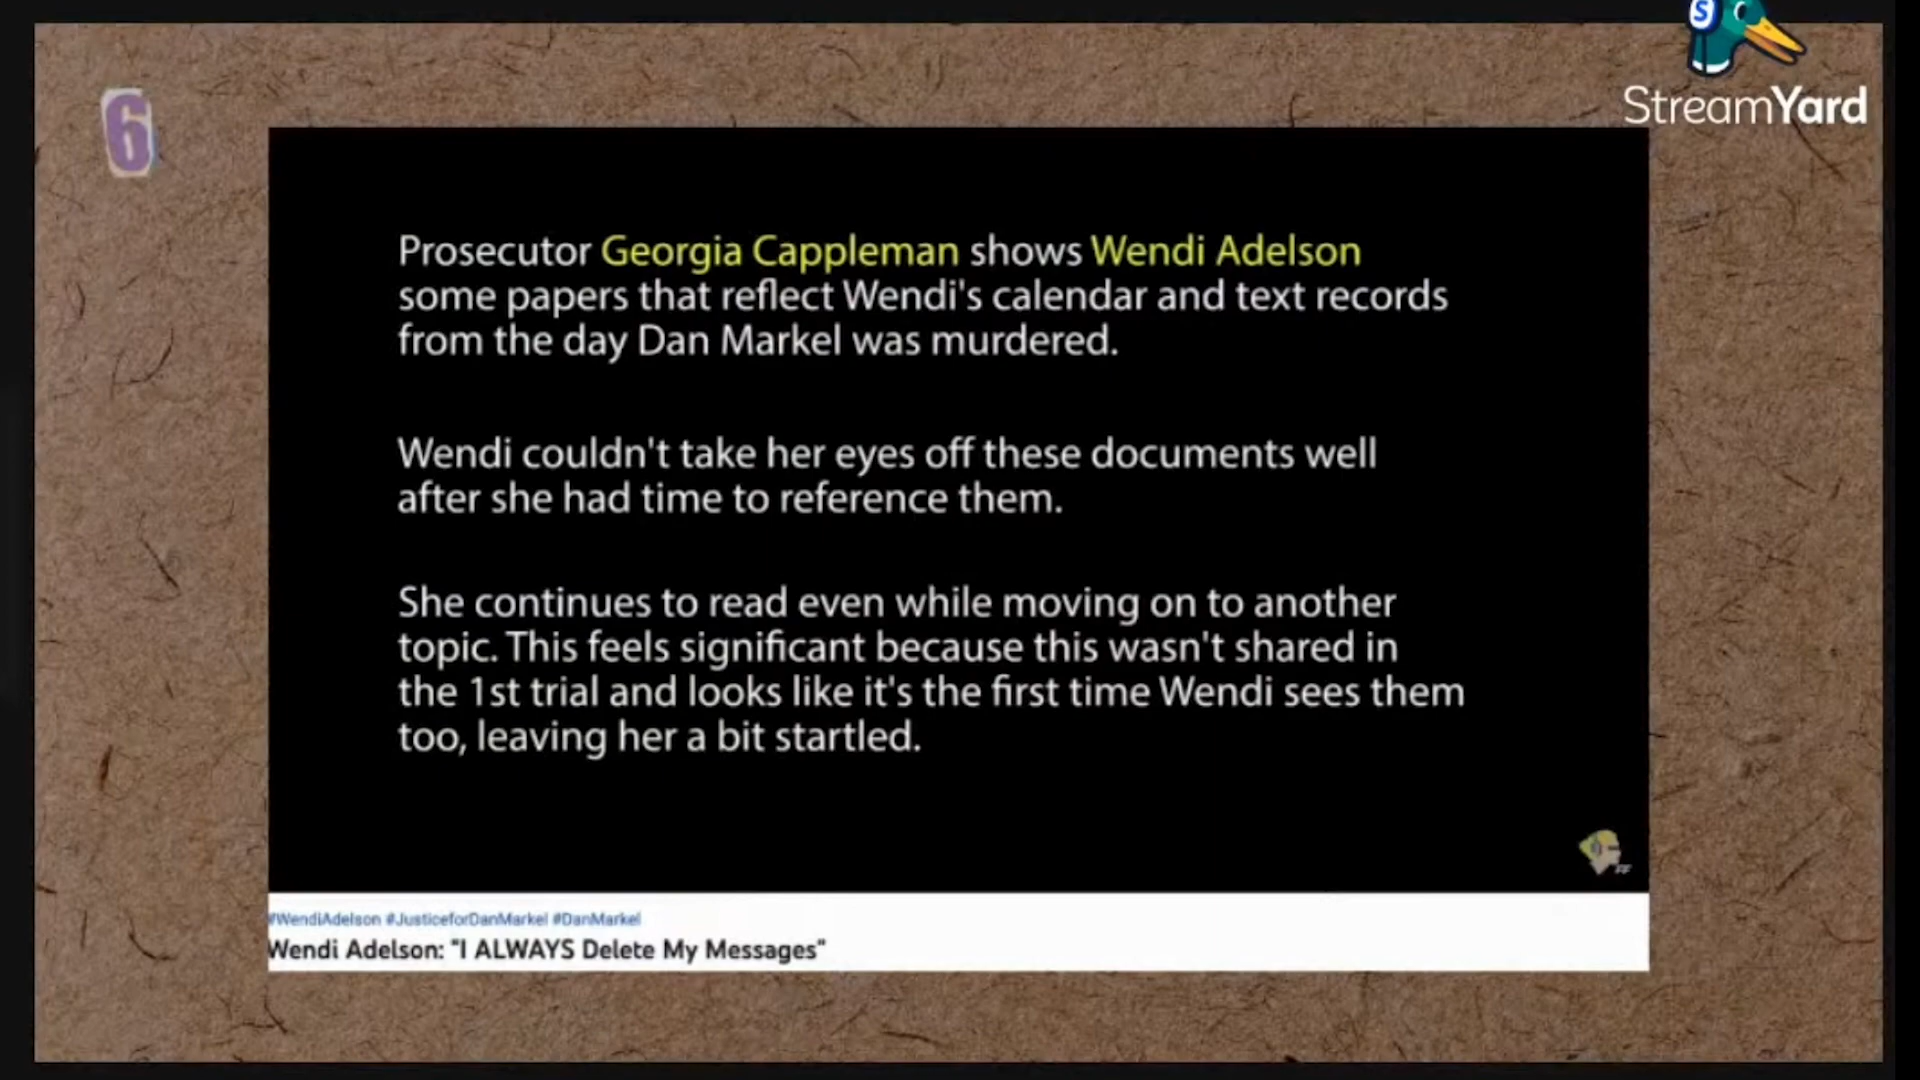 S
StreamYard
6
Prosecutor Georgia Cappleman shows Wendi Adelson
some papers that reflect Wendi's calendar and text records
from the day Dan Markel was murdered.
Wendi couldn't take her eyes off these documents well
after she had time to reference them.
She continues to read even while moving on to another
topic. This feels significant because this wasn't shared in
the 1st trial and looks like it's the first time Wendi sees them
too, leaving her a bit startled.
#WendiAdelson #JusticeforDanMarkel #DanMarkel
Wendi Adelson: "I ALWAYS Delete My Messages"